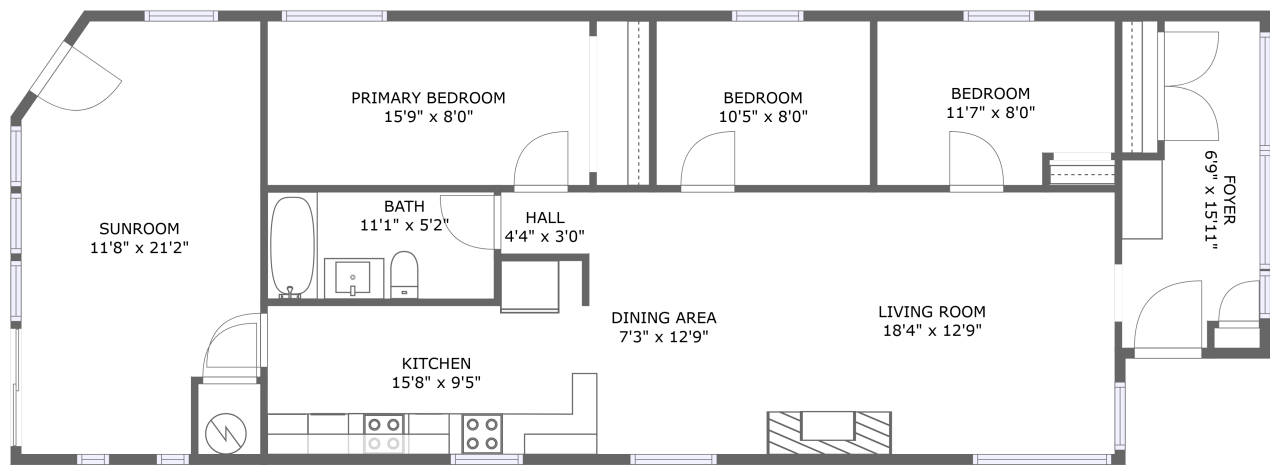 PRIMARY BEDROOM
15'9" x 8'0"
BEDROOM
10'5" x 8'0"
BEDROOM
11'7" x 8'0"
FOYER
6'9" x 15'11"
SUNROOM
11'8" x 21'2"
BATH
11'1" x 5'2"
HALL
4'4" x 3'0"
DINING AREA
7'3" x 12'9"
LIVING ROOM
18'4" x 12'9"
KITCHEN
15'8" x 9'5"